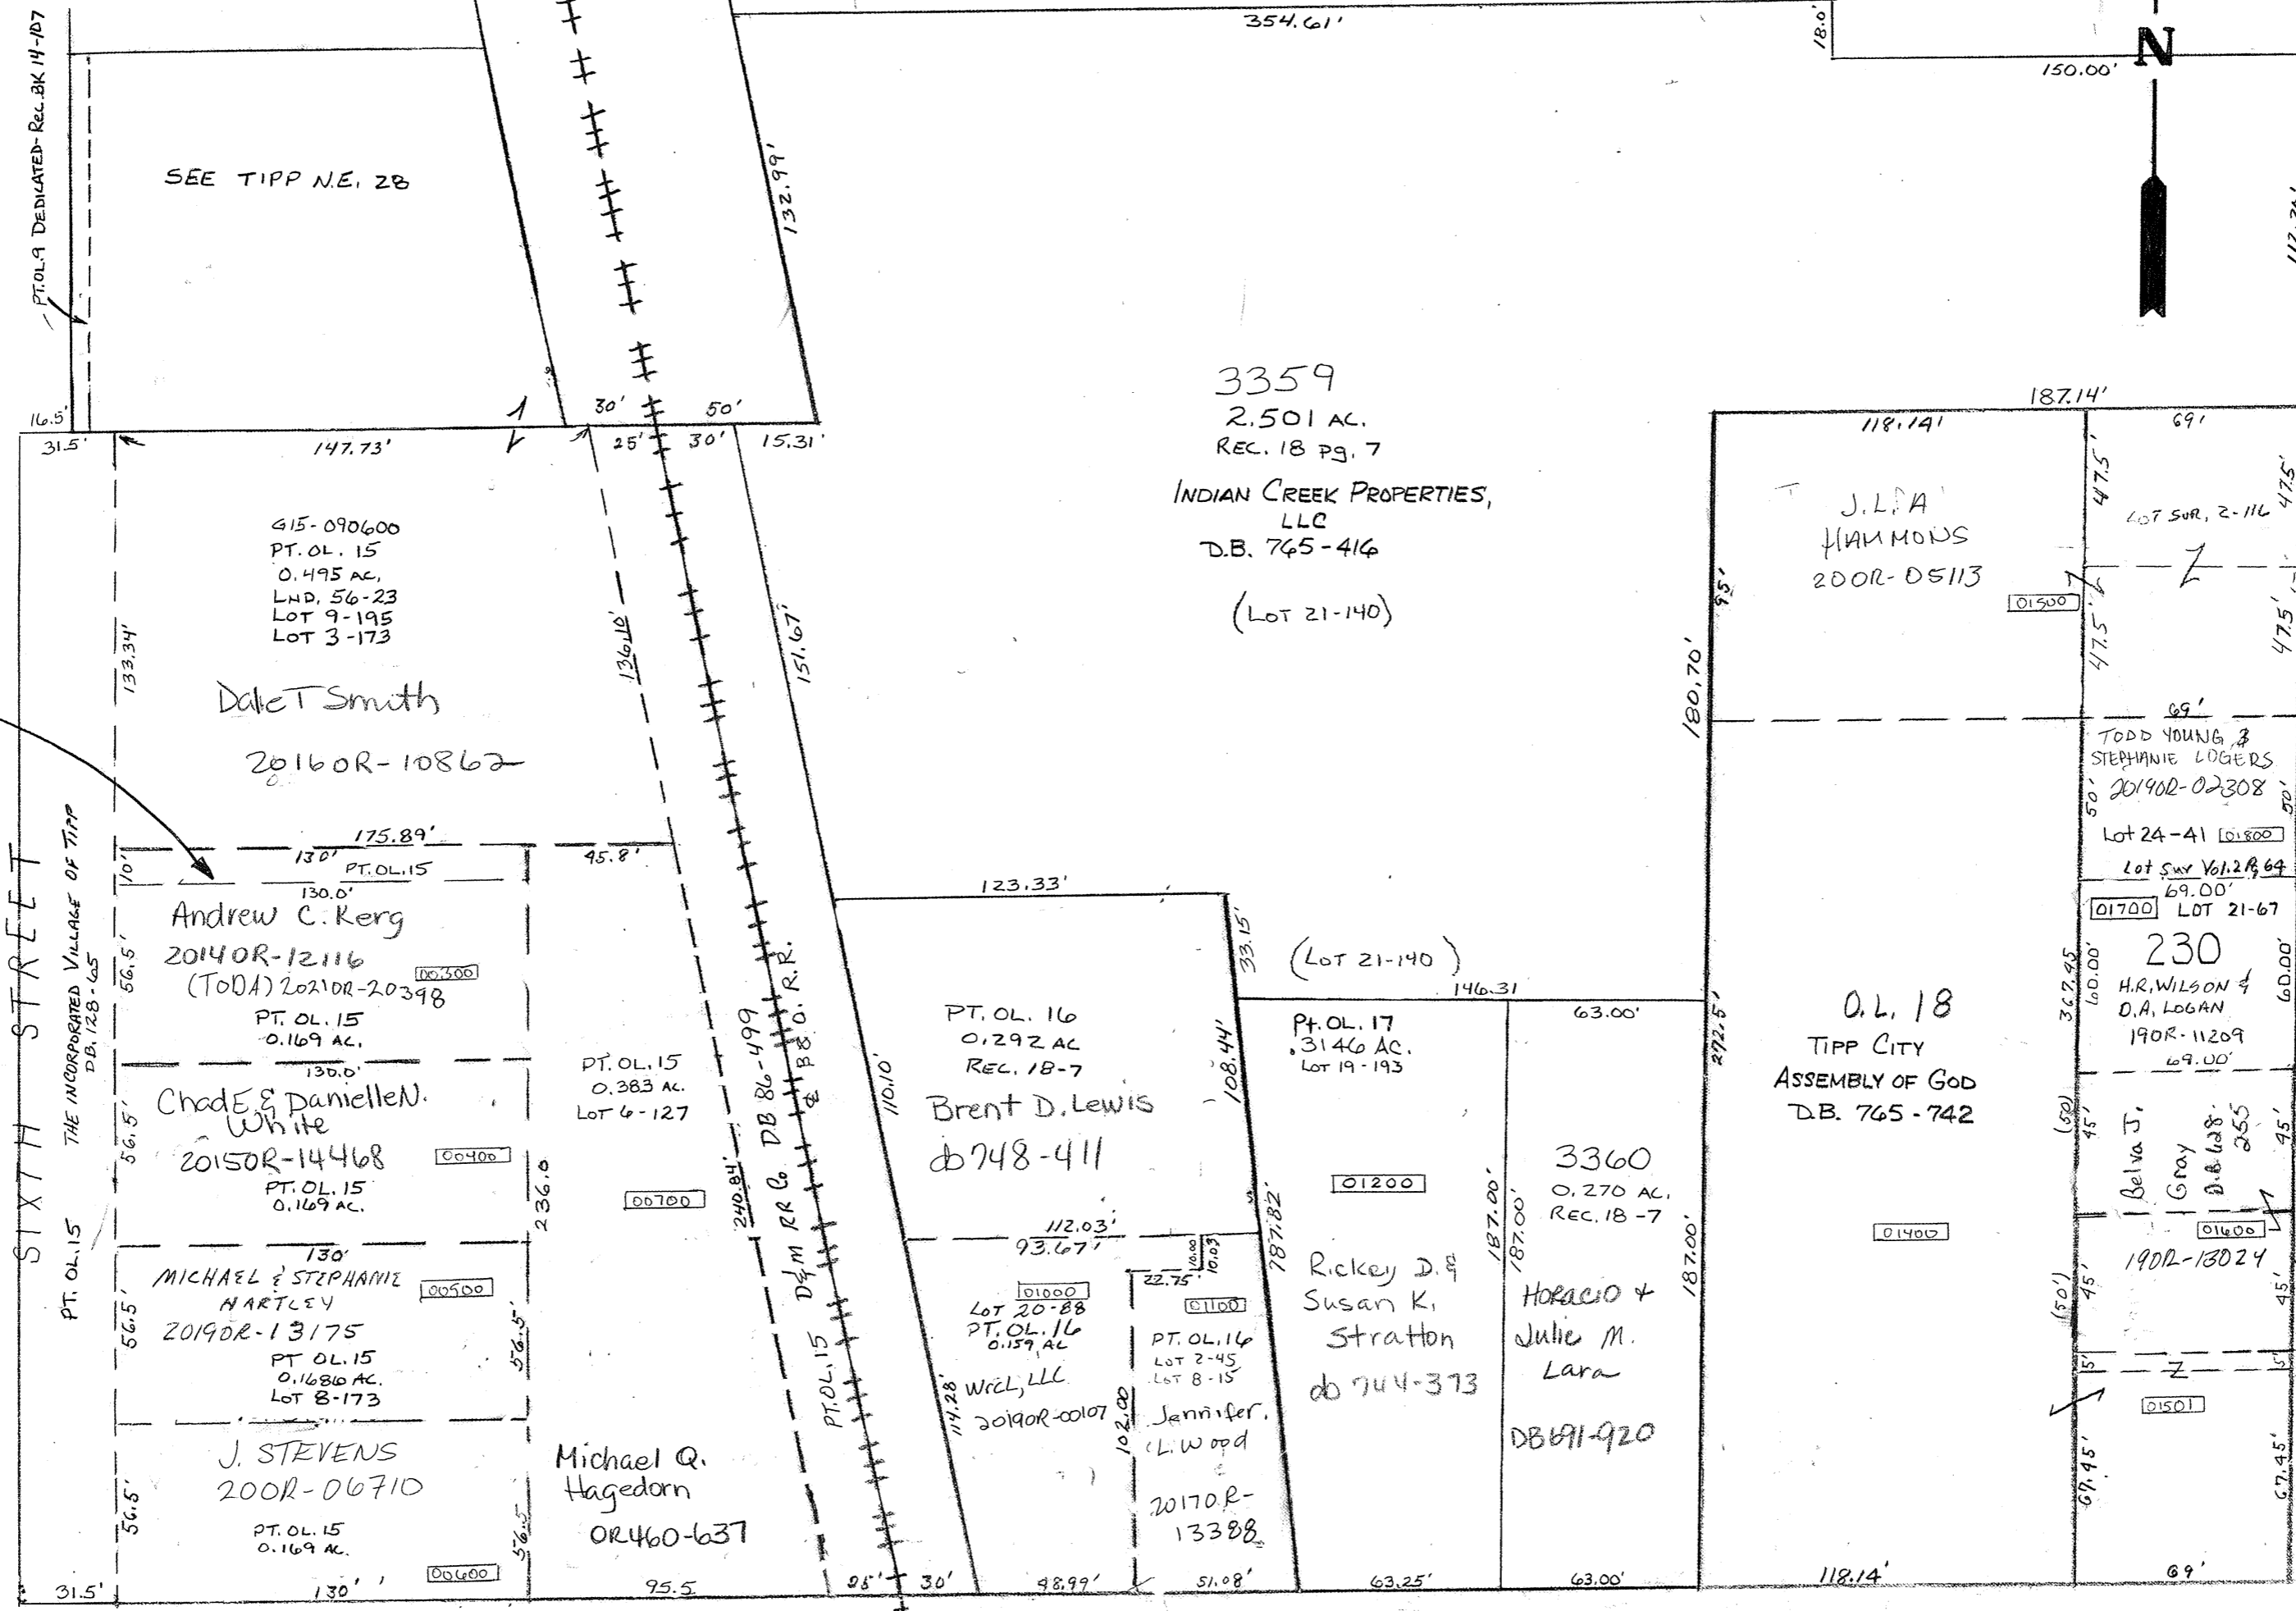 PT.OL.9 DEDICATED-REC.BK 14-107
354.61'
18.0'
150.00'
N
SEE TIPP N.E. 28
132.99'
16.5'
31.5'
147.73'
30'
50'
25'
30'
15.31'
3359
2.501 AC.
REC. 18 pg. 7
INDIAN CREEK PROPERTIES,
LLC
D.B. 765-416
(LOT 21-140)
187.14'
118.14'
69'
J.L. A
HAMMONS
200R-05113
01500
95'
180.70'
47.5'
47.5'
LOT SUR. 2-116
Z
47.5'
47.5'
G15-090600
PT. OL. 15
0.495 AC.
LND. 56-23
LOT 9-195
LOT 3-173
Dale T Smith
2016OR-10862
133.34'
136.10'
151.67'
69'
TODD YOUNG &
STEPHANIE LOGERS
2019OR-02308
50'
50'
Lot 24-41 01800
Lot Sur Vol.2 Pg 64
69.00'
01700 LOT 21-67
230
H.R. WILSON &
D.A. LOGAN
190R-11209
69.00'
60.00'
60.00'
367.45
SIXTH STREET
PT. OL.15 THE INCORPORATED VILLAGE OF TIPP
D.B. 128-65
175.89'
130'
45.8'
10'
PT.OL.15
130.0'
Andrew C. Kerg
2014OR-12116
00300
(TODA) 2021OR-20398
PT. OL. 15
0.169 AC.
56.5'
130.0'
Chad E & Danielle N.
White
2015OR-14468
00400
PT. OL. 15
0.169 AC.
56.5'
236.0
130'
MICHAEL & STEPHANIE
HARTLEY
00500
2019OR-13175
PT OL. 15
0.1686 AC.
LOT 8-173
56.5'
56.5'
J. STEVENS
200R-06710
PT. OL. 15
0.169 AC.
00600
56.5'
56.5'
PT. OL. 15
0.383 AC.
LOT 6-127
00700
Michael Q.
Hagedorn
OR460-637
240.84'
PT.OL.15 D&M RR Co DB 86-499
& B&O. R.R.
123.33'
33.15'
110.10'
PT. OL. 16
0.292 AC
REC. 18-7
Brent D. Lewis
db 748-411
108.44'
112.03'
93.67'
10.00
10.03
22.75'
01000
LOT 20-88
PT. OL. 16
0.159 AC
WrcL, LLC
2019OR-00107
114.28'
102.00
01100
PT. OL. 16
LOT 2-45
LOT 8-15
Jennifer
L. Wood
2017OR-
13388
187.82'
(LOT 21-140)
146.31
63.00'
Pt. OL. 17
.3146 AC.
LOT 19-193
01200
Rickey D. &
Susan K.
Stratton
db 744-373
187.00'
187.00'
3360
0.270 AC.
REC. 18-7
Horacio &
Julie M.
Lara
DB691-920
187.00'
272.5'
O.L. 18
TIPP CITY
ASSEMBLY OF GOD
D.B. 765-742
01400
(50)
45'
Belva J.
Gray
D.B. 628-
255
45'
01600
190R-13024
(50')
45'
45'
5'
Z
5'
01501
67.45'
67.45'
31.5'
130'
95.5
25'
30'
48.99'
51.08'
63.25'
63.00'
118.14'
69'